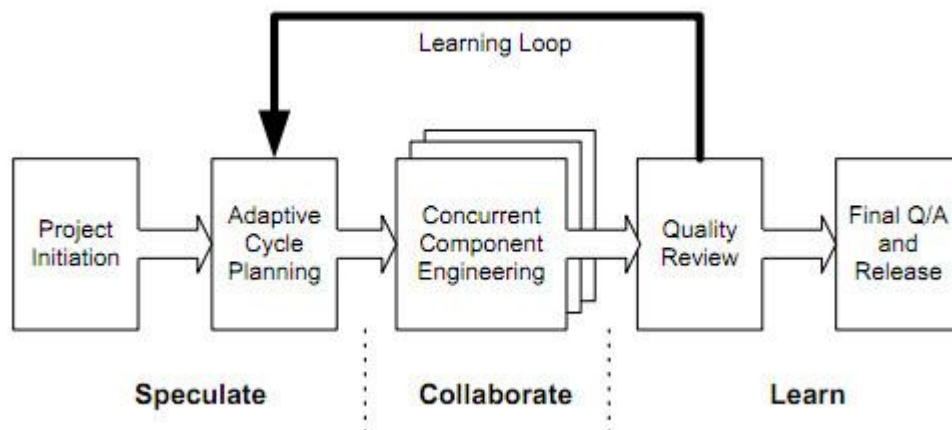 Learning Loop
Project
Initiation
Adaptive
Cycle
Planning
Concurrent
Component
Engineering
Quality
Review
Final Q/A
and
Release
Speculate
Collaborate
Learn